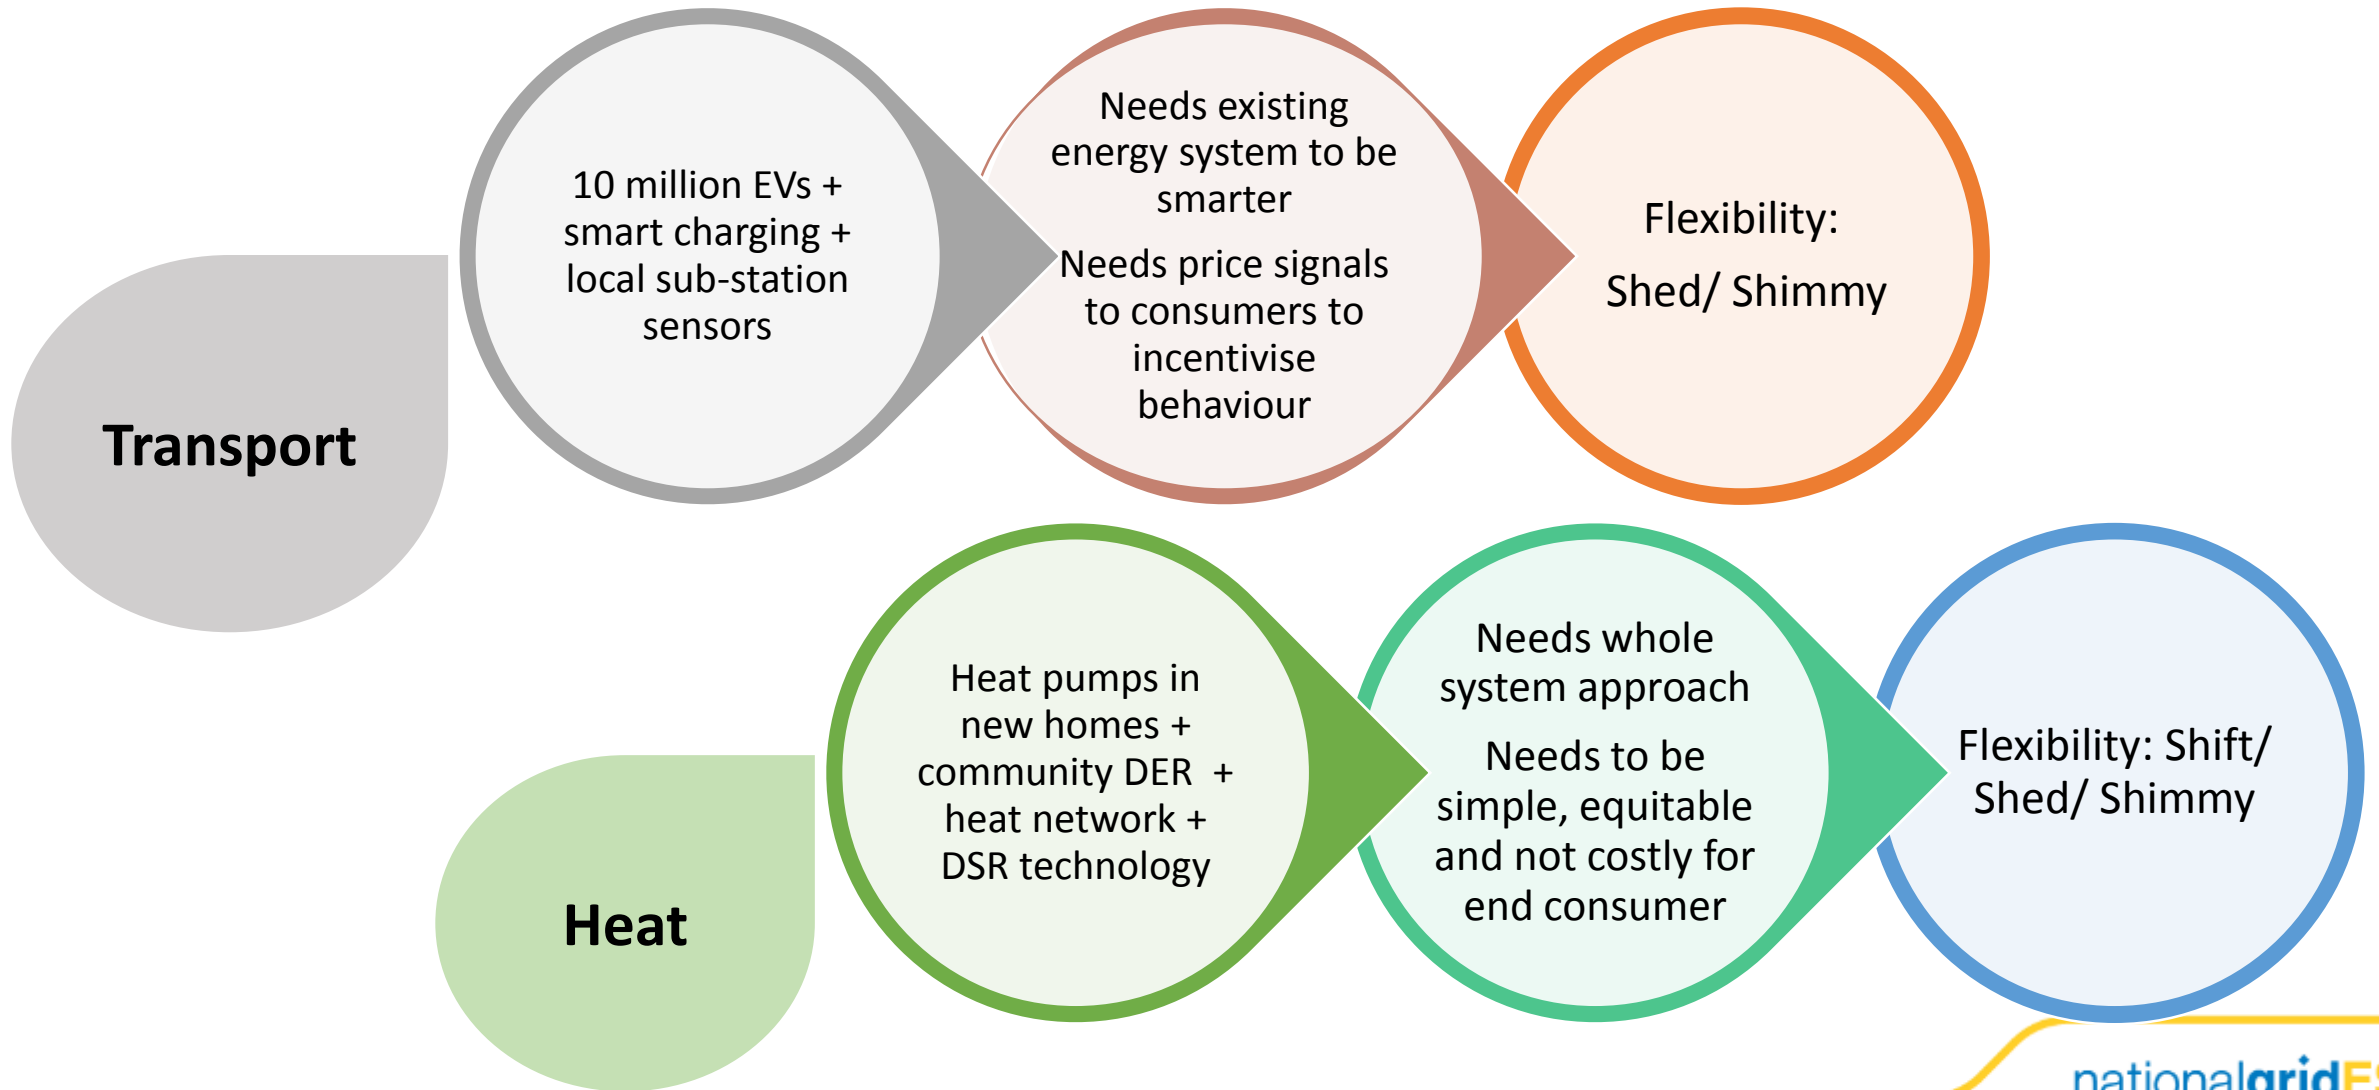 Transport
10 million EVs +
smart charging +
local sub-station
sensors
Needs existing
energy system to be
smarter
Needs price signals
to consumers to
incentivise
behaviour
Flexibility:
Shed/ Shimmy
Heat
Heat pumps in
new homes +
community DER +
heat network +
DSR technology
Needs whole
system approach
Needs to be
simple, equitable
and not costly for
end consumer
Flexibility: Shift/
Shed/ Shimmy
nationalgrid